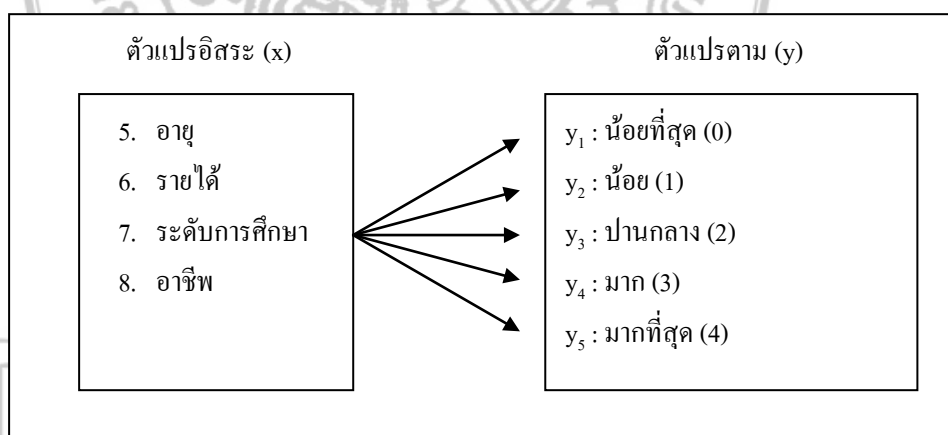 ตัวแปรอิสระ (x)
ตัวแปรตาม (y)
5. อายุ
6. รายได้
7. ระดับการศึกษา
8. อาชีพ
y₁ : น้อยที่สุด (0)
y₂ : น้อย (1)
y₃ : ปานกลาง (2)
y₄ : มาก (3)
y₅ : มากที่สุด (4)